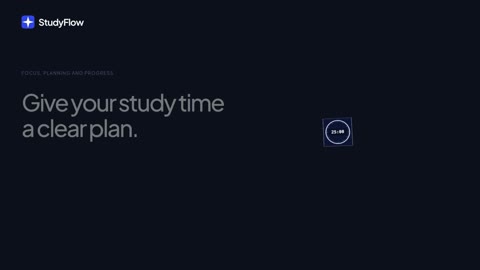 StudyFlow
FOCUS, PLANNING AND PROGRESS
Give your study time
a clear plan.
25:00